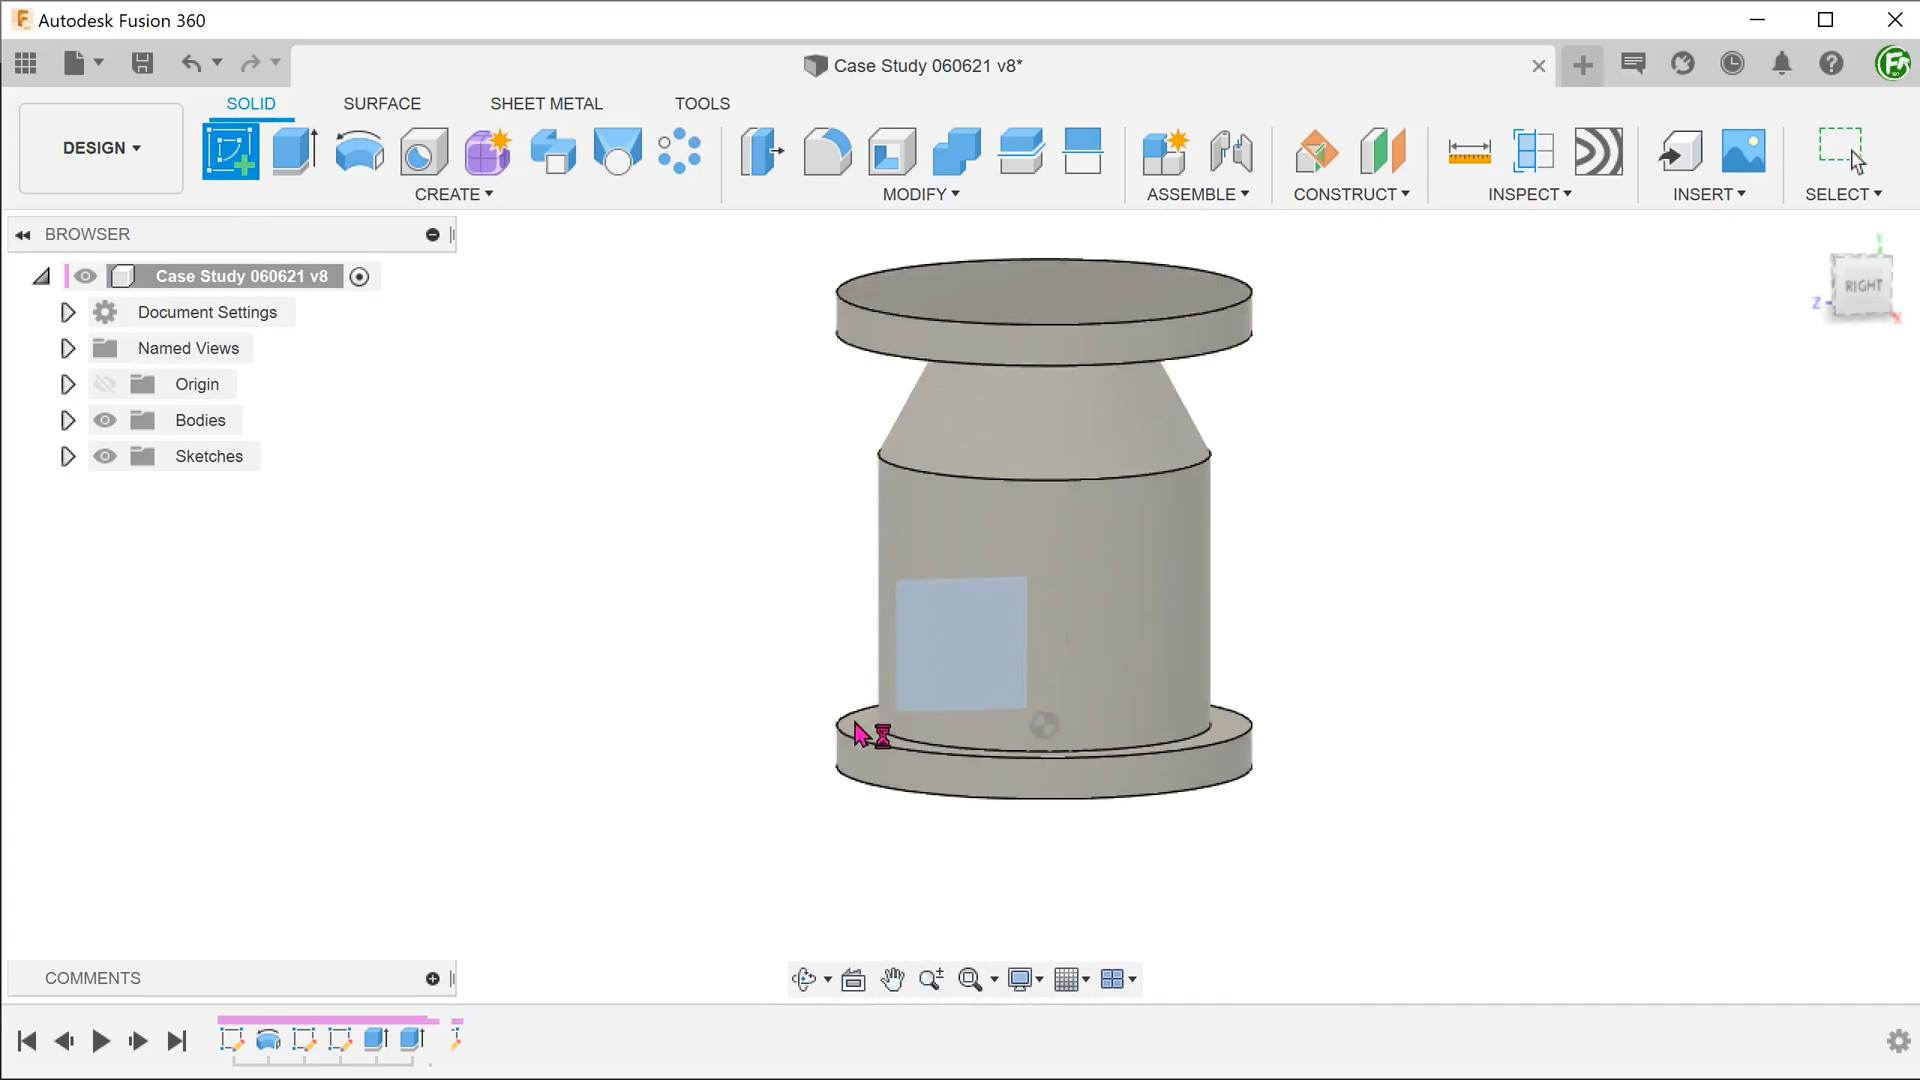 Autodesk Fusion 360
Case Study 060621 v8*
SOLID
SURFACE
SHEET METAL
TOOLS
DESIGN
CREATE
MODIFY
ASSEMBLE
CONSTRUCT
INSPECT
INSERT
SELECT
BROWSER
Case Study 060621 v8
Document Settings
Named Views
Origin
Bodies
Sketches
Y
RIGHT
Z
X
COMMENTS